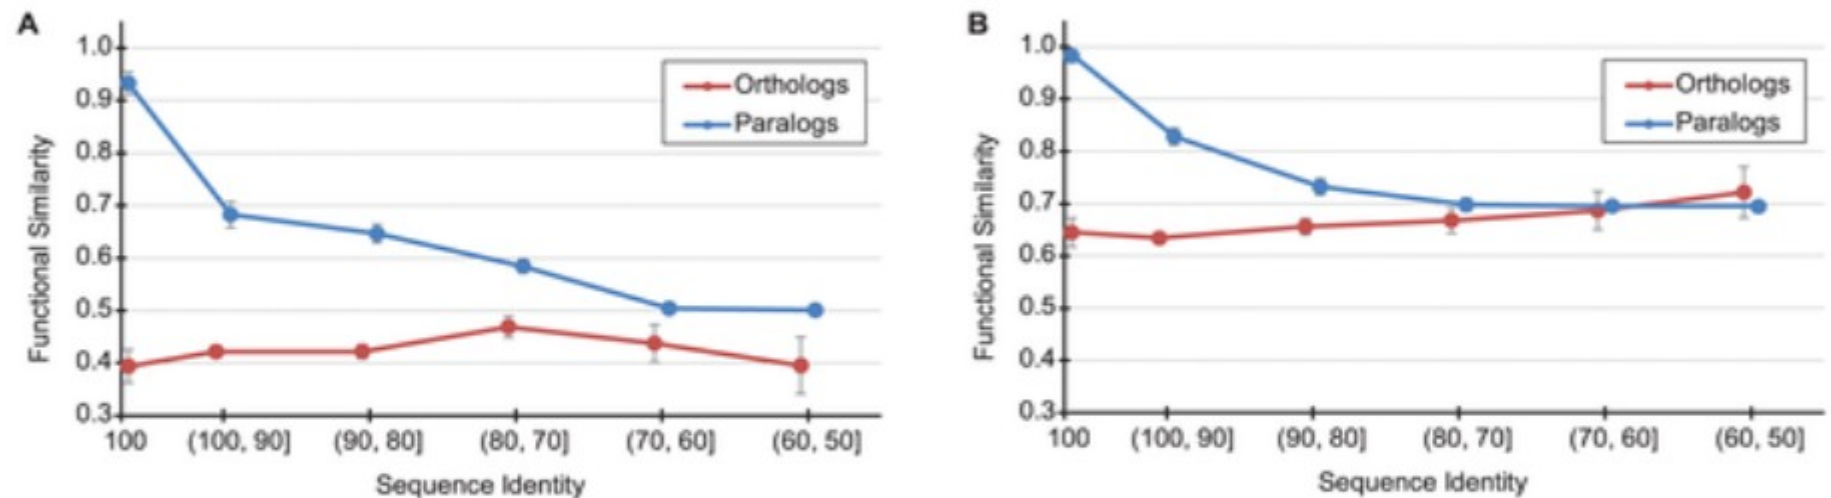 A
Functional Similarity
1.0
0.9
0.8
0.7
0.6
0.5
0.4
0.3
Orthologs
Paralogs
100 (100, 90] (90, 80] (80, 70] (70, 60] (60, 50]
Sequence Identity
B
Functional Similarity
1.0
0.9
0.8
0.7
0.6
0.5
0.4
0.3
Orthologs
Paralogs
100 (100, 90] (90, 80] (80, 70] (70, 60] (60, 50]
Sequence Identity